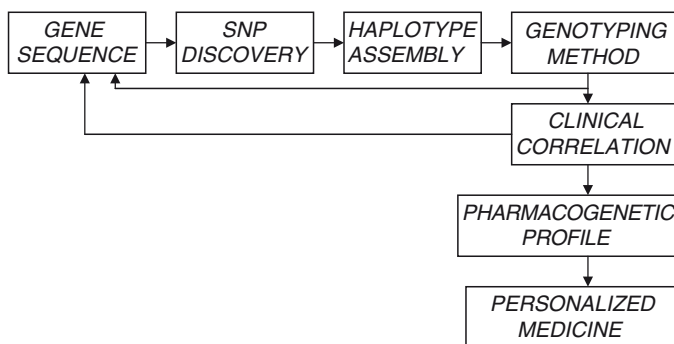 GENE
SEQUENCE
SNP
DISCOVERY
HAPLOTYPE
ASSEMBLY
GENOTYPING
METHOD
CLINICAL
CORRELATION
PHARMACOGENETIC
PROFILE
PERSONALIZED
MEDICINE